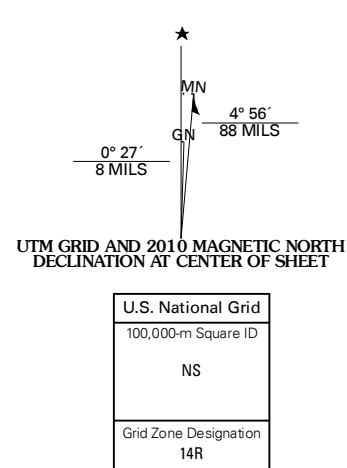 ★
MN
4° 56´
88 MILS
GN
0° 27´
8 MILS
UTM GRID AND 2010 MAGNETIC NORTH
DECLINATION AT CENTER OF SHEET
U.S. National Grid
100,000-m Square ID
NS
Grid Zone Designation
14R